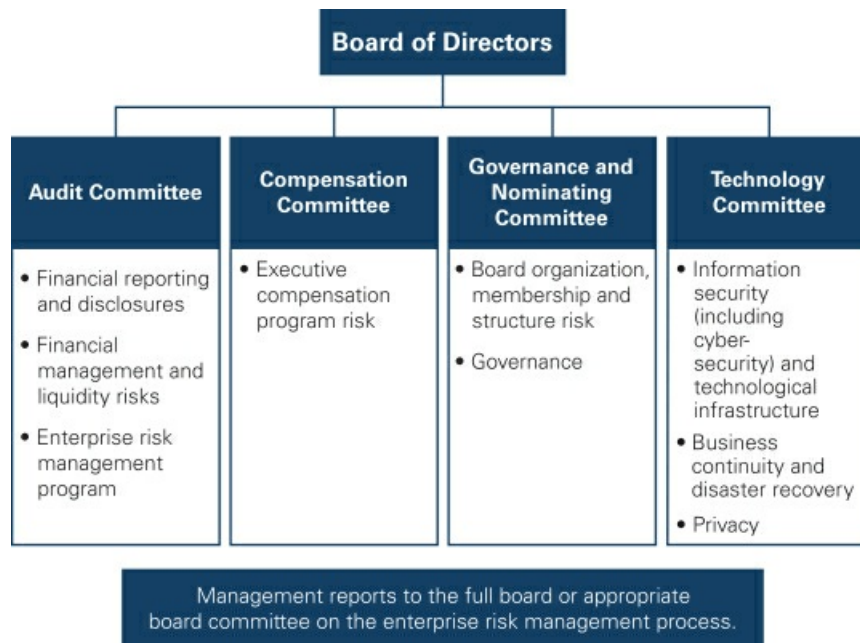 Board of Directors
Audit Committee
Compensation
Committee
Governance and
Nominating
Committee
Technology
Committee
• Financial reporting
and disclosures
• Financial
management and
liquidity risks
• Enterprise risk
management
program
• Executive
compensation
program risk
• Board organization,
membership and
structure risk
• Governance
• Information
security
(including
cyber-
security) and
technological
infrastructure
• Business
continuity and
disaster recovery
• Privacy
Management reports to the full board or appropriate
board committee on the enterprise risk management process.